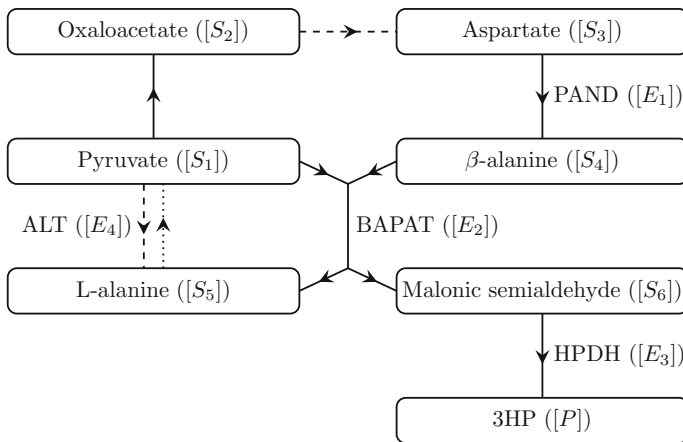 Oxaloacetate ([S₂])
Aspartate ([S₃])
PAND ([E₁])
Pyruvate ([S₁])
β-alanine ([S₄])
ALT ([E₄])
BAPAT ([E₂])
L-alanine ([S₅])
Malonic semialdehyde ([S₆])
HPDH ([E₃])
3HP ([P])